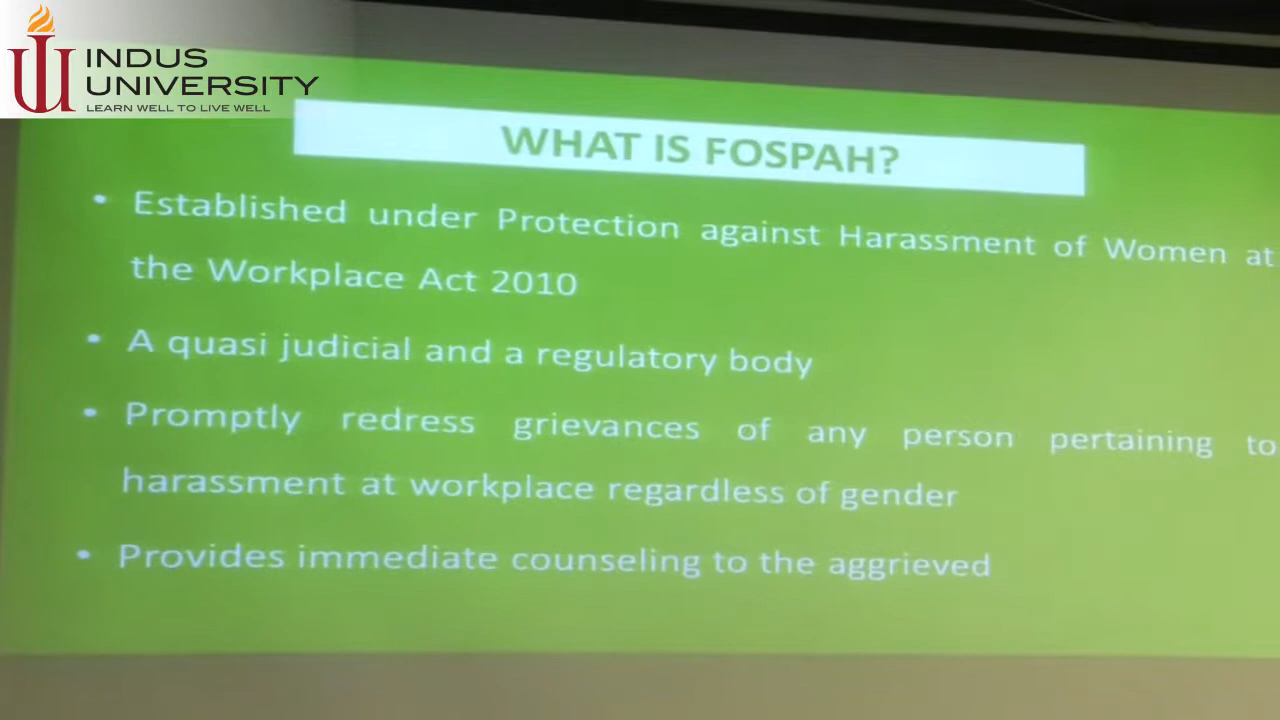 INDUS
UNIVERSITY
LEARN WELL TO LIVE WELL
WHAT IS FOSPAH?
• Established under Protection against Harassment of Women at
the Workplace Act 2010
• A quasi judicial and a regulatory body
• Promptly redress grievances of any person pertaining to
harassment at workplace regardless of gender
• Provides immediate counseling to the aggrieved